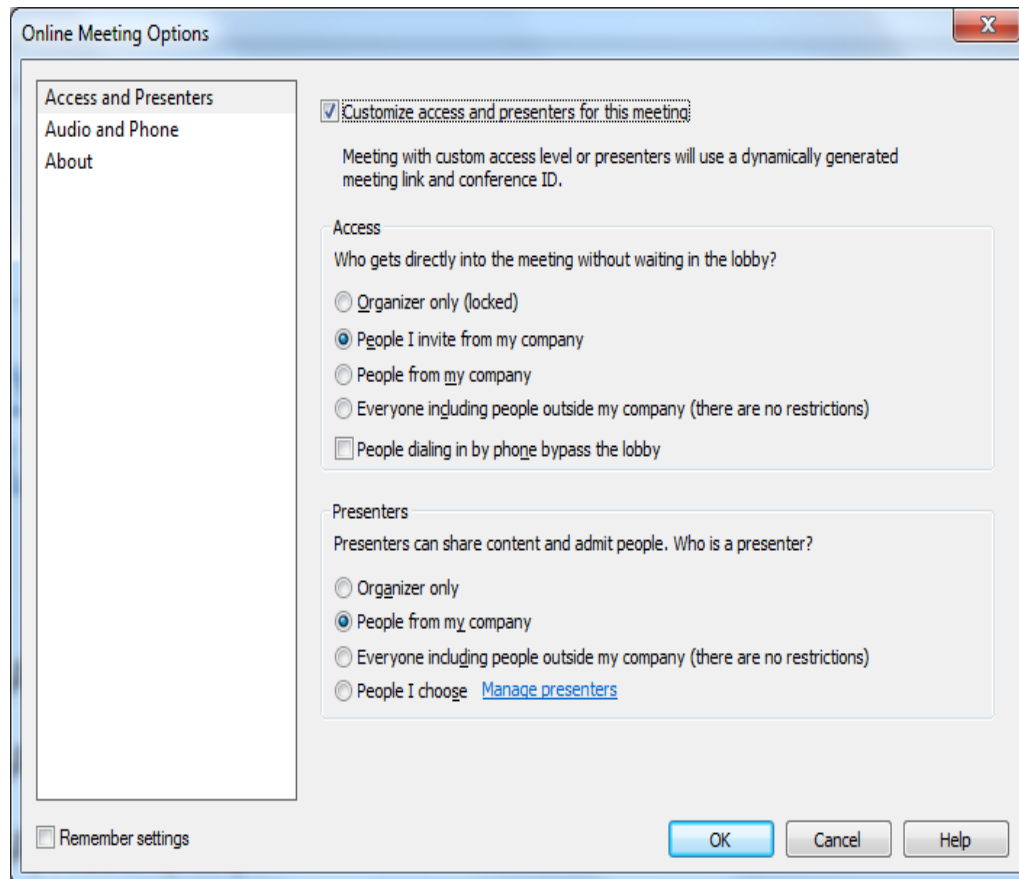 Online Meeting Options
X
Access and Presenters
Audio and Phone
About
Customize access and presenters for this meeting
Meeting with custom access level or presenters will use a dynamically generated
meeting link and conference ID.
Access
Who gets directly into the meeting without waiting in the lobby?
Organizer only (locked)
People I invite from my company
People from my company
Everyone including people outside my company (there are no restrictions)
People dialing in by phone bypass the lobby
Presenters
Presenters can share content and admit people. Who is a presenter?
Organizer only
People from my company
Everyone including people outside my company (there are no restrictions)
People I choose Manage presenters
Remember settings
OK Cancel Help